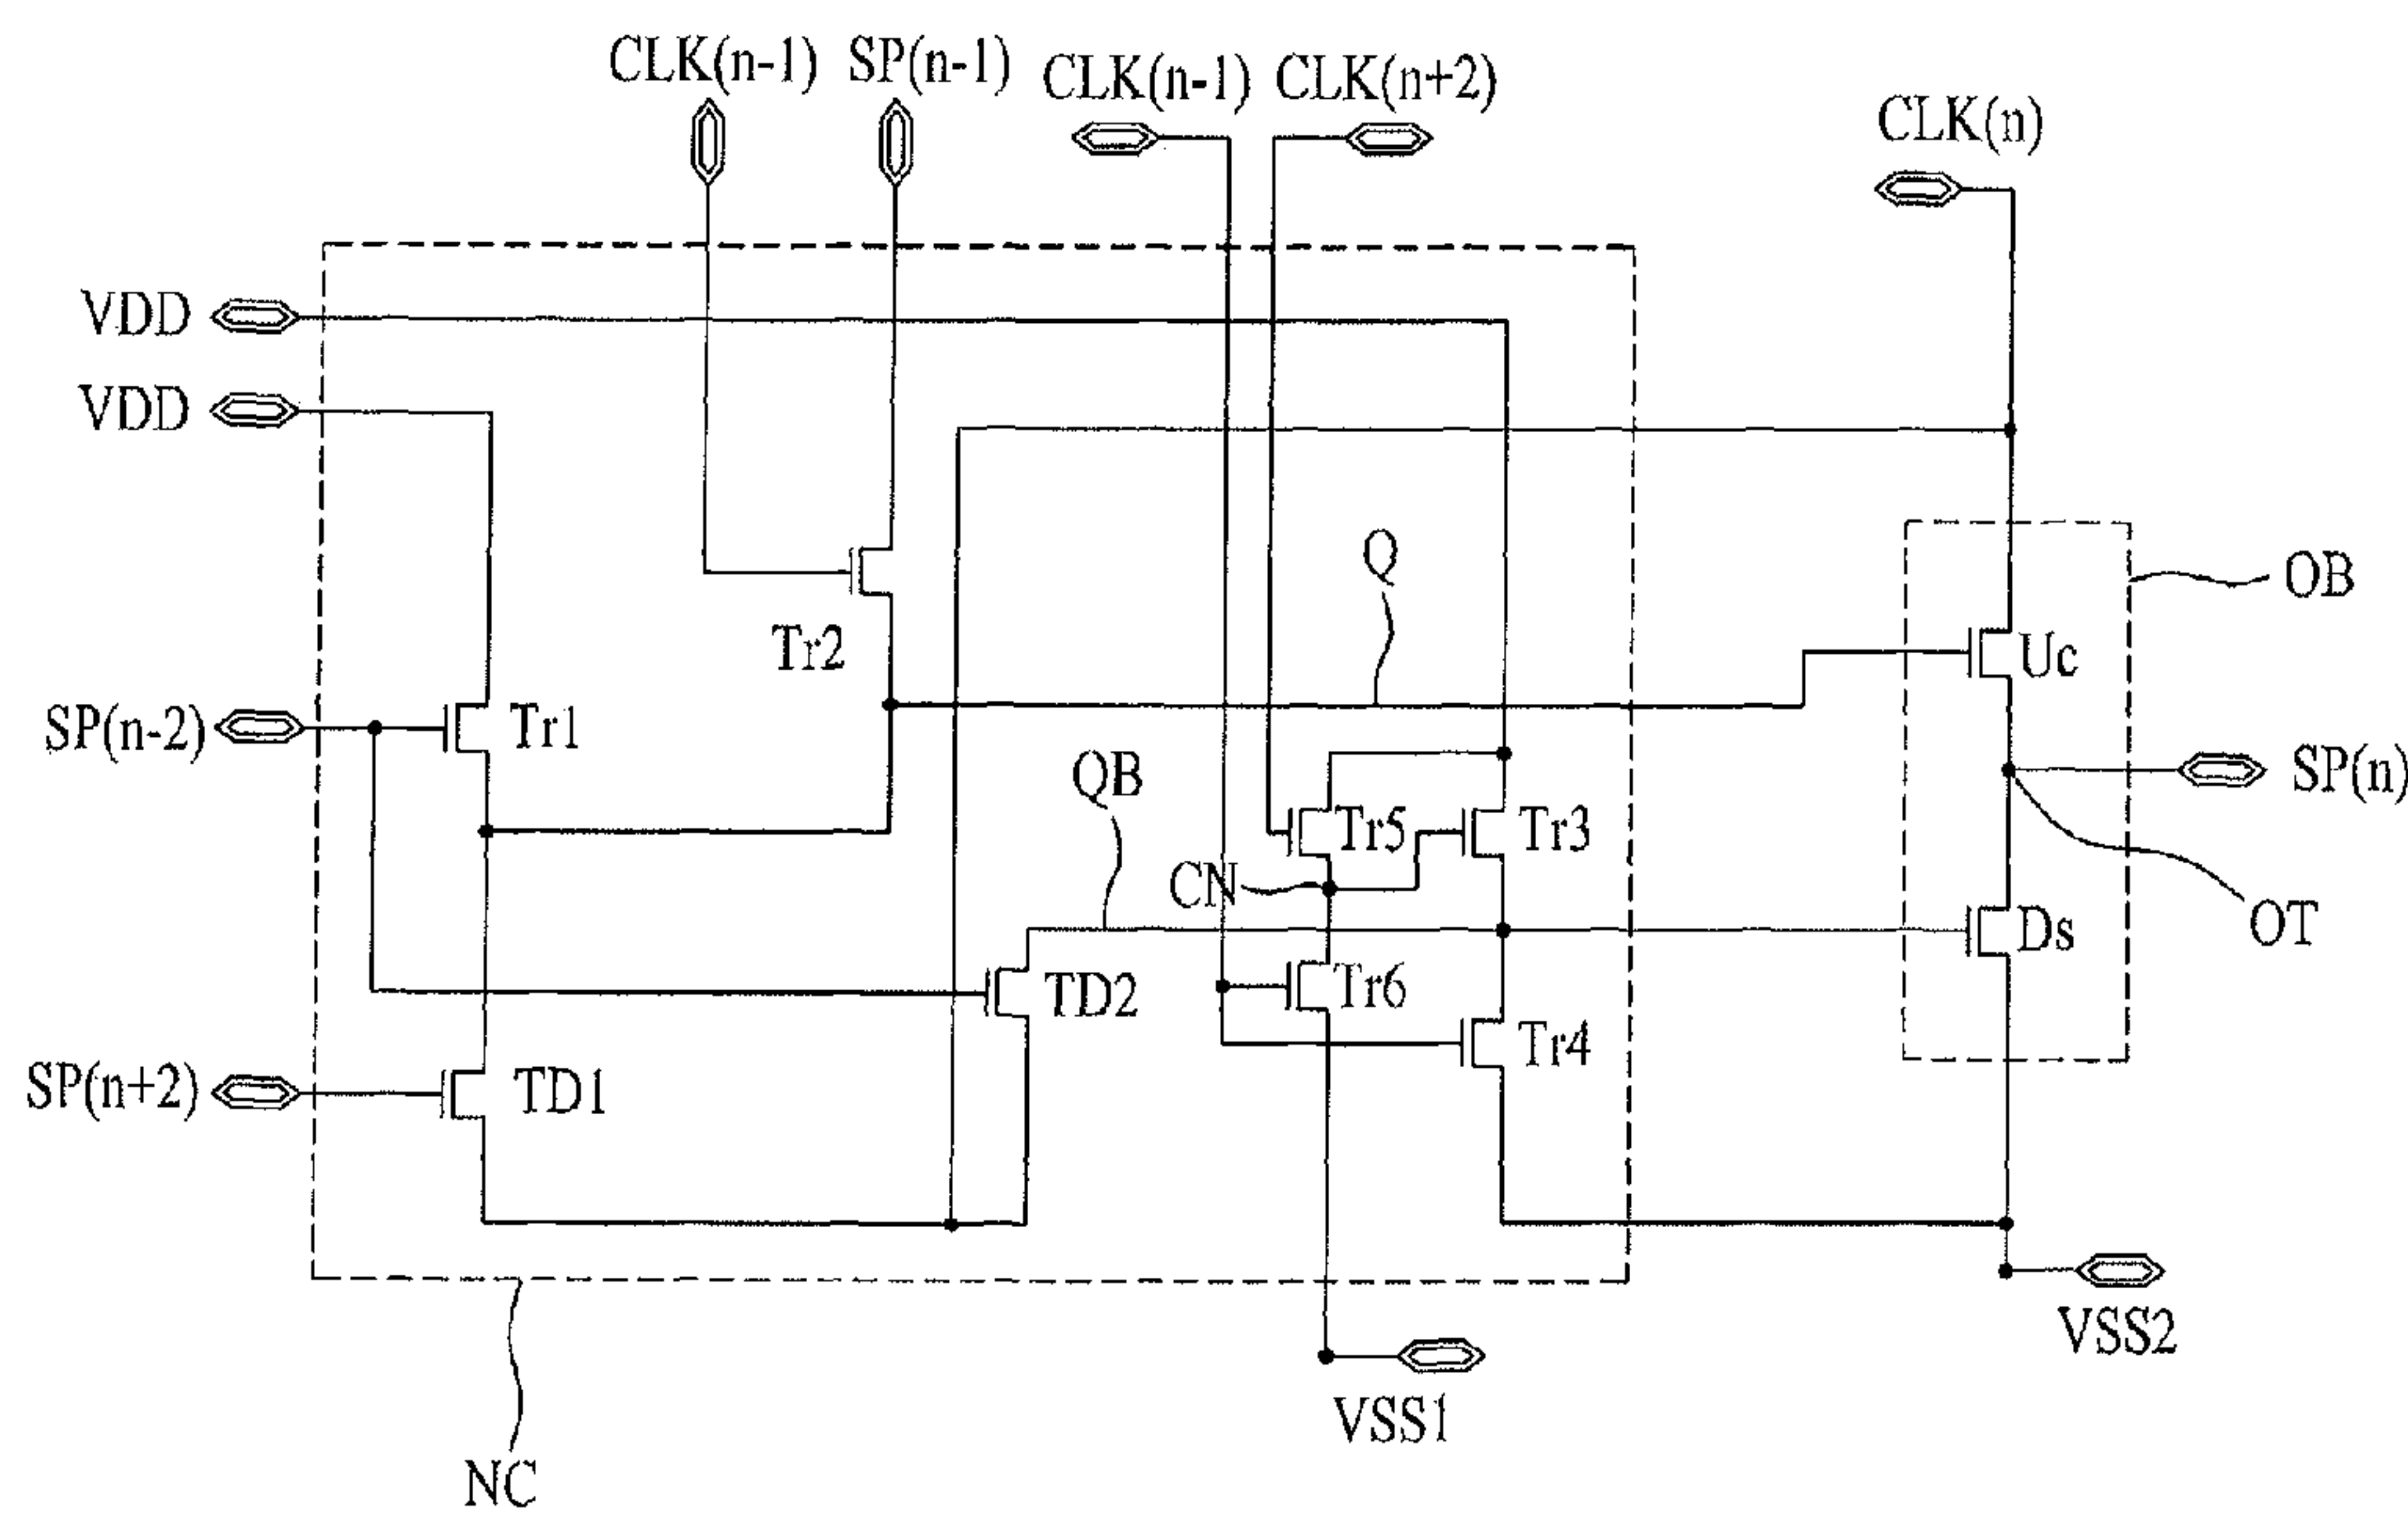 CLK(n-1)
SP(n-1)
CLK(n-1)
CLK(n+2)
CLK(n)
VDD
VDD
Q
OB
Tr2
Uc
SP(n-2)
Tr1
QB
SP(n)
Tr5
Tr3
CN
OT
Ds
TD2
Tr6
Tr4
SP(n+2)
TD1
VSS2
VSS1
NC